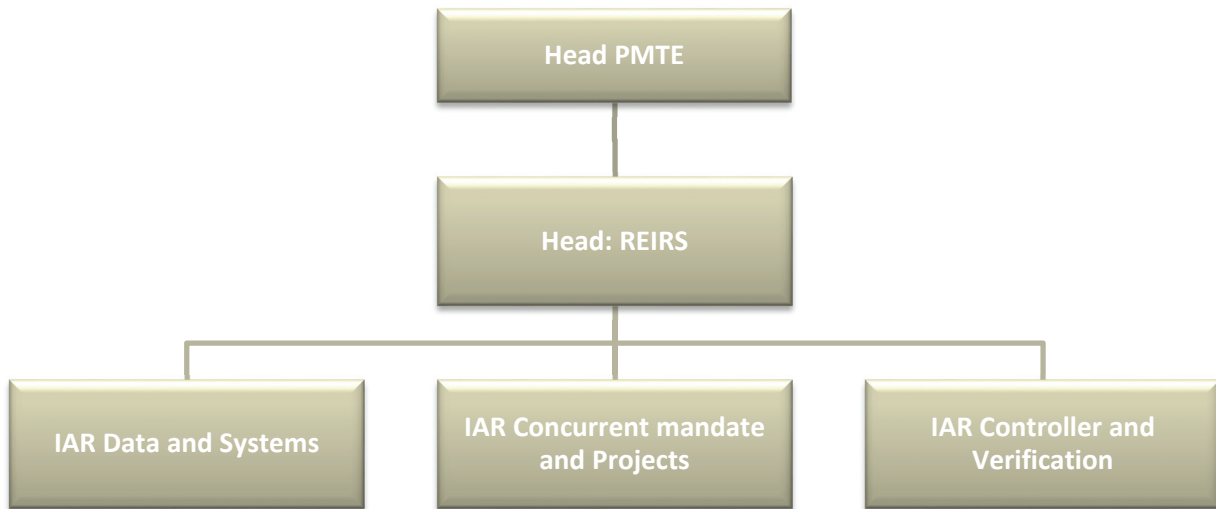 Head PMTE
Head: REIRS
IAR Data and Systems
IAR Concurrent mandate
and Projects
IAR Controller and
Verification